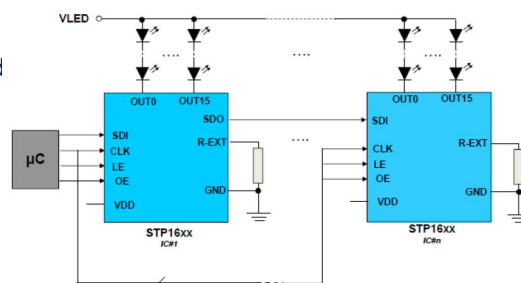 VLED
d
.... .... ....
OUT0 OUT15 OUT0 OUT15
µC
SDI
CLK
LE
OE
VDD
SDO
R-EXT
GND
STP16xx
IC#1
....
SDI
CLK
LE
OE
VDD
R-EXT
GND
STP16xx
IC#n